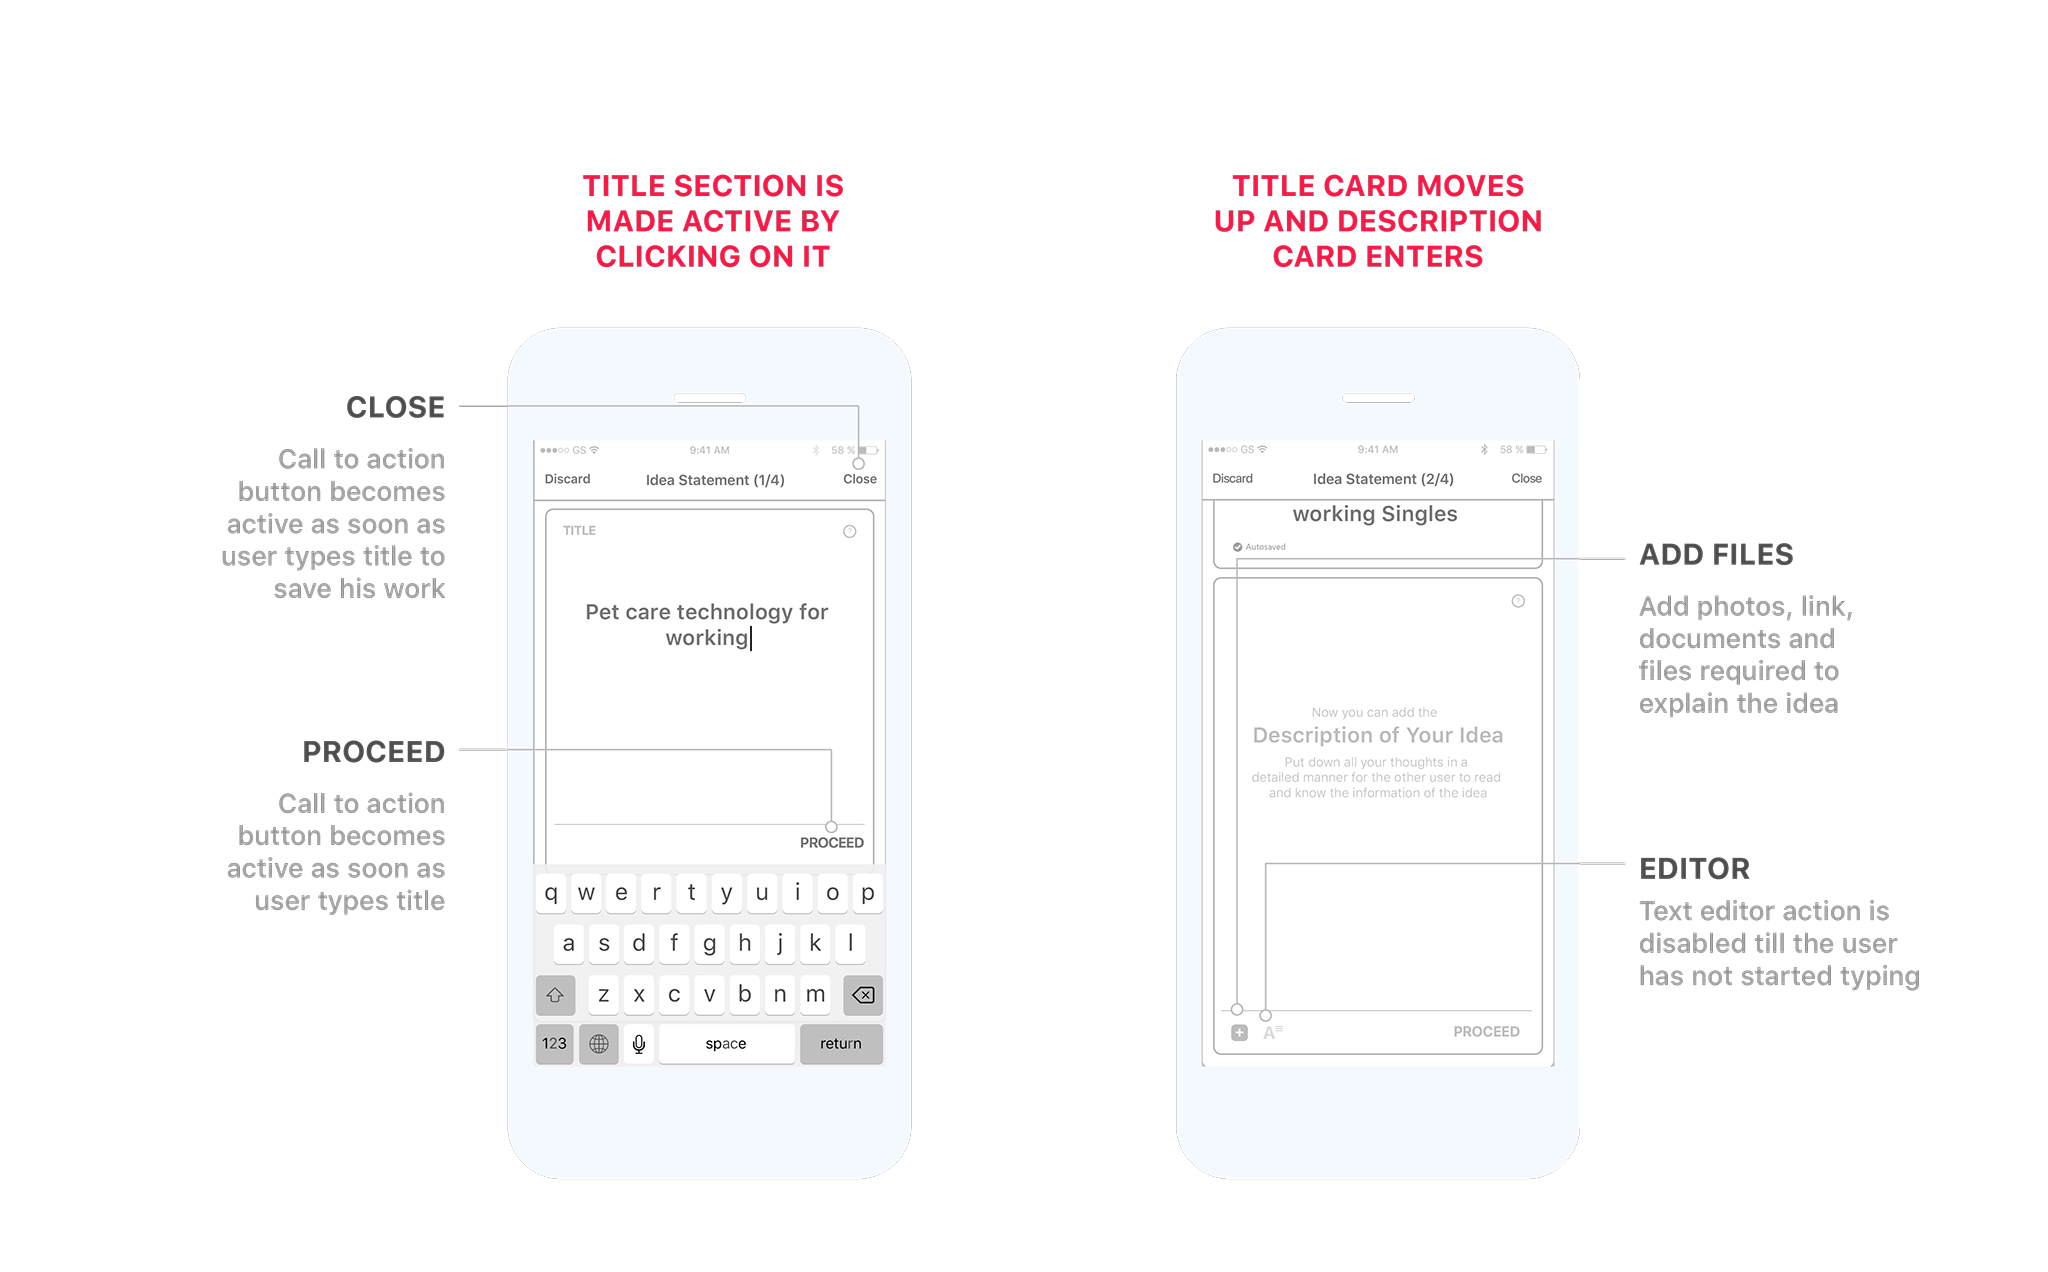 TITLE SECTION IS
MADE ACTIVE BY
CLICKING ON IT
CLOSE
Call to action
button becomes
active as soon as
user types title to
save his work
PROCEED
Call to action
button becomes
active as soon as
user types title
GS 9:41 AM 58 %
Discard Idea Statement (1/4) Close
TITLE ?
Pet care technology for
working
PROCEED
q w e r t y u i o p
a s d f g h j k l
z x c v b n m
123 space return
TITLE CARD MOVES
UP AND DESCRIPTION
CARD ENTERS
GS 9:41 AM 58 %
Discard Idea Statement (2/4) Close
working Singles
Autosaved
?
Now you can add the
Description of Your Idea
Put down all your thoughts in a
detailed manner for the other user to read
and know the information of the idea
A PROCEED
ADD FILES
Add photos, link,
documents and
files required to
explain the idea
EDITOR
Text editor action is
disabled till the user
has not started typing